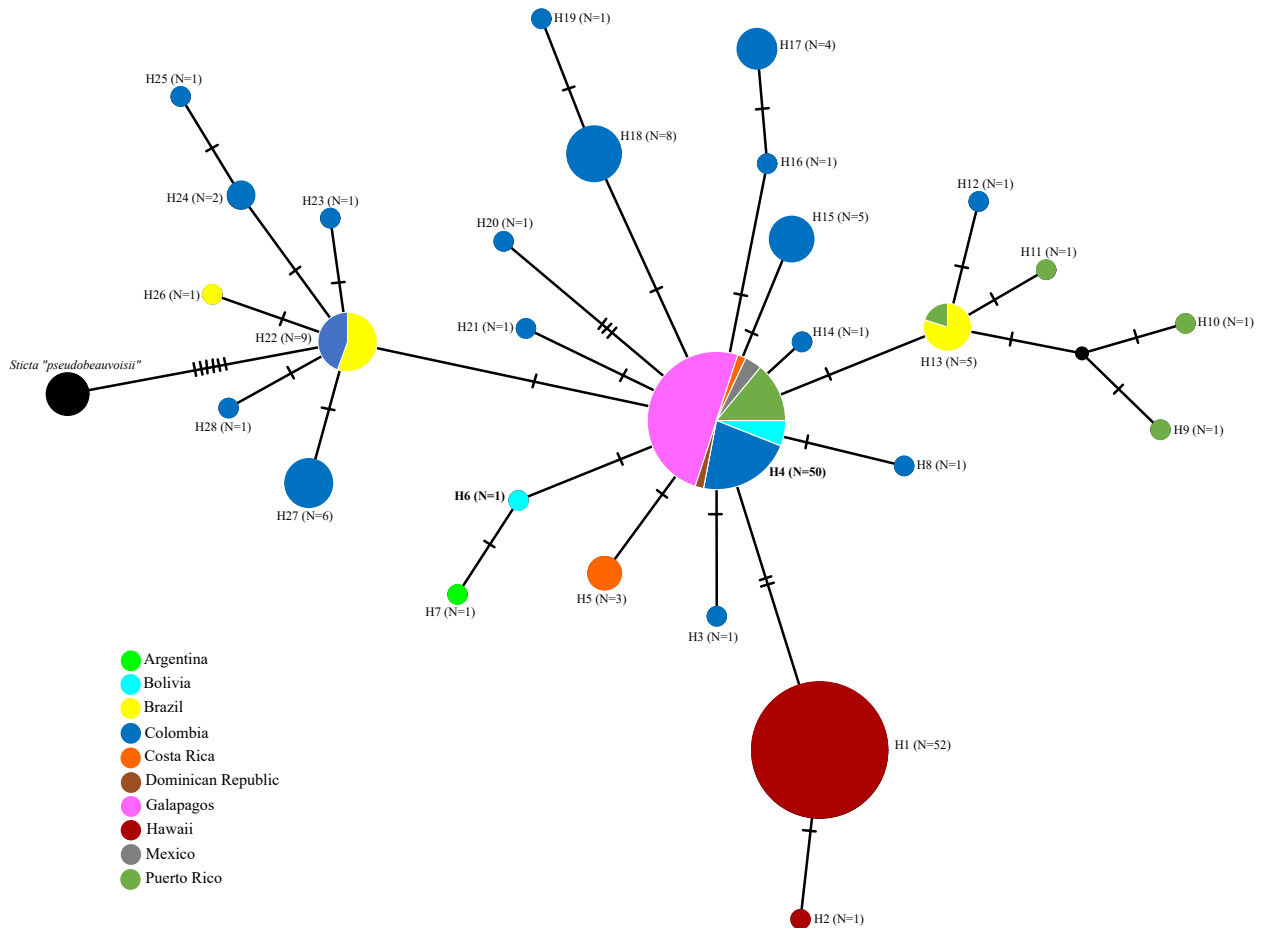 H19 (N=1)
H17 (N=4)
H25 (N=1)
H18 (N=8)
H16 (N=1)
H12 (N=1)
H24 (N=2)
H23 (N=1)
H15 (N=5)
H20 (N=1)
H11 (N=1)
H26 (N=1)
H10 (N=1)
H21 (N=1)
H14 (N=1)
H22 (N=9)
Sticta "pseudobeauvoisii"
H13 (N=5)
H28 (N=1)
H9 (N=1)
H8 (N=1)
H4 (N=50)
H6 (N=1)
H27 (N=6)
H5 (N=3)
H7 (N=1)
H3 (N=1)
Argentina
Bolivia
Brazil
Colombia
Costa Rica
Dominican Republic
Galapagos
Hawaii
Mexico
Puerto Rico
H1 (N=52)
H2 (N=1)